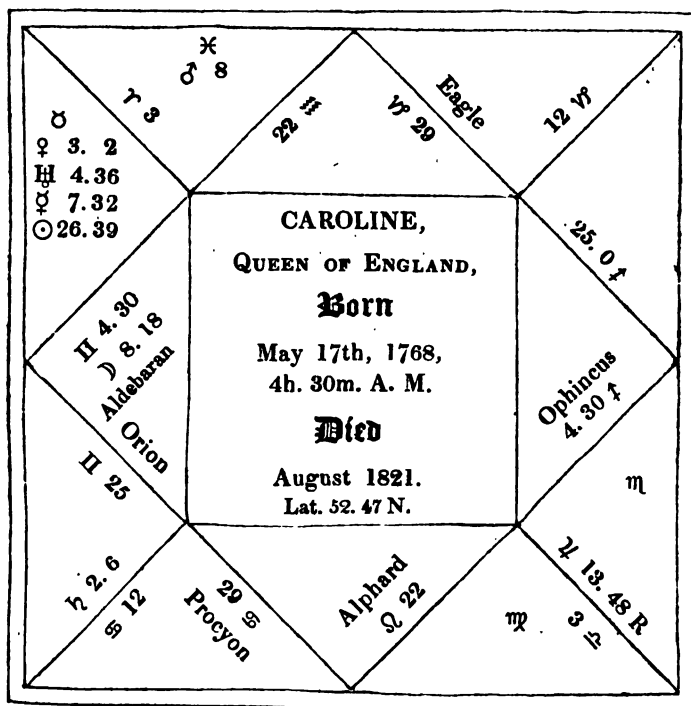 ♓
♂ 8
♈ 3
22 ♒
♑ 29
Eagle
12 ♑
♉
♀ 3. 2
♅ 4.36
☿ 7.32
☉ 26.39
25. 0 ♐
CAROLINE,
QUEEN OF ENGLAND,
Born
May 17th, 1768,
4h. 30m. A. M.
Died
August 1821.
Lat. 52. 47 N.
♊ 4. 30
☽ 8. 18
Aldebaran
Orion
Ophincus
4. 30 ♐
♊ 25
♏
♄ 2. 6
♋ 12
29 ♋
Procyon
Alphard
♌ 22
♍
3 ♎
♃ 13. 48 R